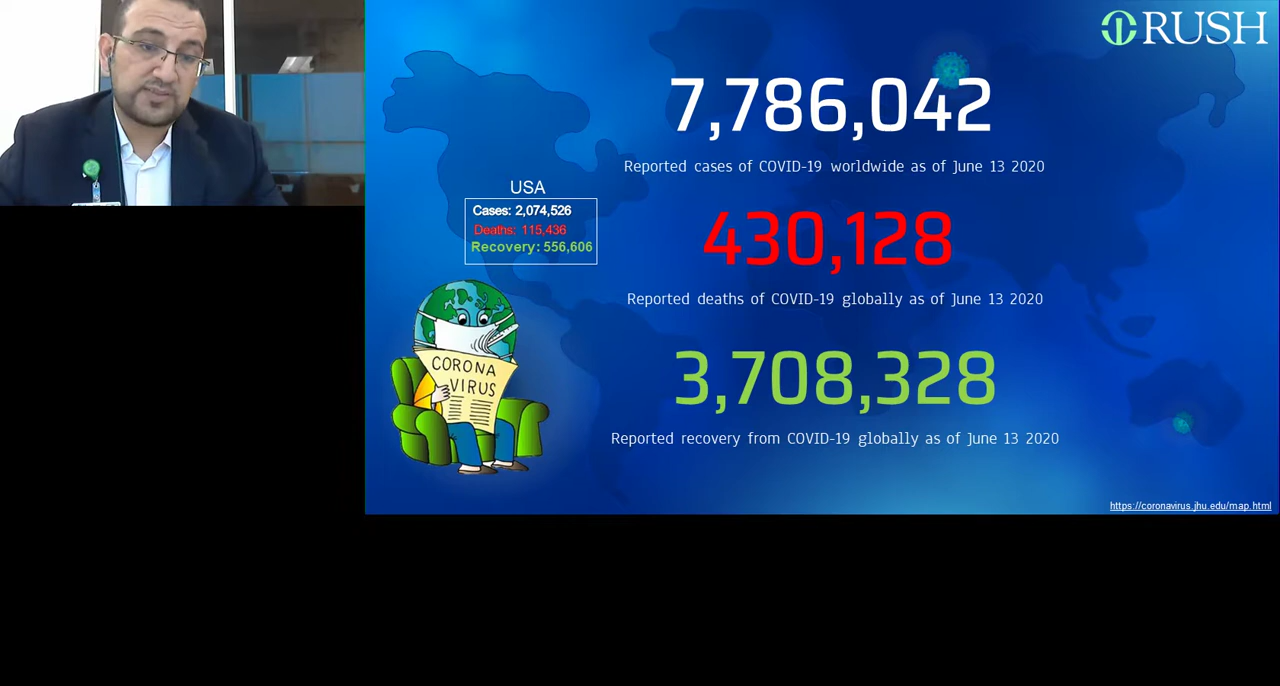 RUSH
7,786,042
Reported cases of COVID-19 worldwide as of June 13 2020
USA
Cases: 2,074,526
Deaths: 115,436
Recovery: 556,606
430,128
Reported deaths of COVID-19 globally as of June 13 2020
CORONA
VIRUS
3,708,328
Reported recovery from COVID-19 globally as of June 13 2020
https://coronavirus.jhu.edu/map.html